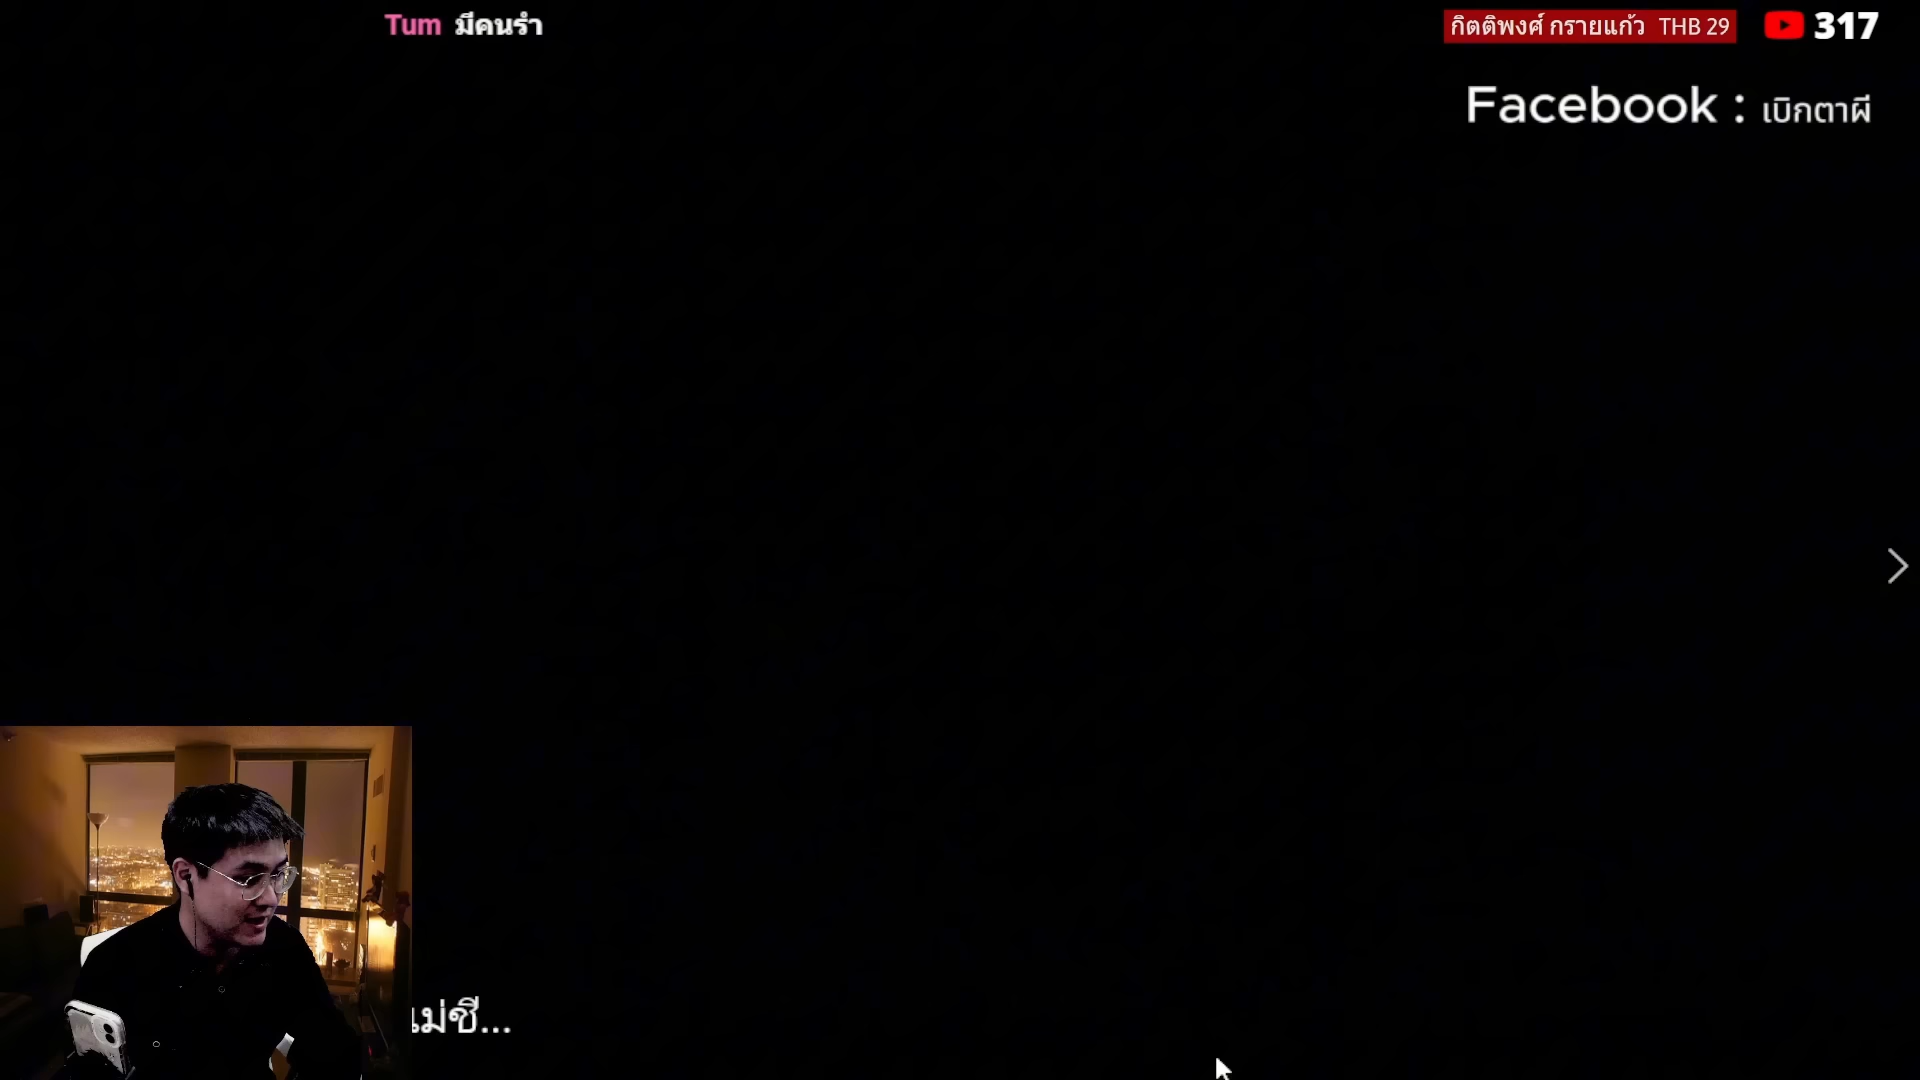 Tum มีคนรำ
กิตติพงศ์ กรายแก้ว THB 29
317
Facebook : เบิกตาผี
แม่ชี...